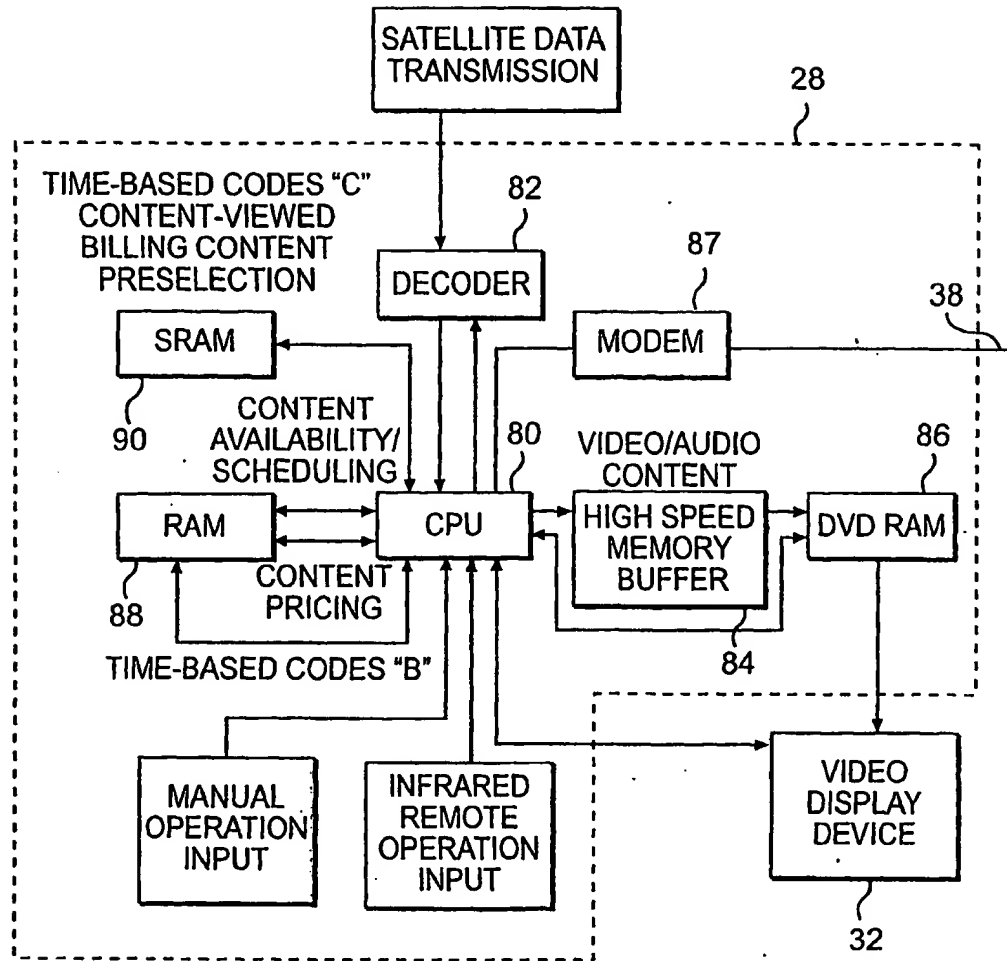 SATELLITE DATA
TRANSMISSION
28
TIME-BASED CODES "C"
CONTENT-VIEWED
BILLING CONTENT
PRESELECTION
82
DECODER
87
MODEM
38
SRAM
90
CONTENT
AVAILABILITY/
SCHEDULING
80
VIDEO/AUDIO
CONTENT
86
RAM
88
CPU
HIGH SPEED
MEMORY
BUFFER
84
DVD RAM
CONTENT
PRICING
TIME-BASED CODES "B"
MANUAL
OPERATION
INPUT
INFRARED
REMOTE
OPERATION
INPUT
VIDEO
DISPLAY
DEVICE
32